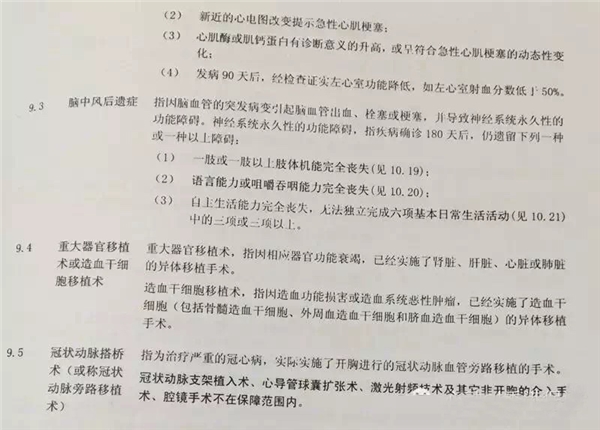 （2） 新近的心电图改变提示急性心肌梗塞；
（3） 心肌酶或肌钙蛋白有诊断意义的升高，或呈符合急性心肌梗塞的动态性变
化；
（4） 发病 90 天后，经检查证实左心室功能降低，如左心室射血分数低于 50%。
9.3 脑中风后遗症 指因脑血管的突发病变引起脑血管出血、栓塞或梗塞，并导致神经系统永久性的
功能障碍。神经系统永久性的功能障碍，指疾病确诊 180 天后，仍遗留下列一种
或一种以上障碍：
（1） 一肢或一肢以上肢体机能完全丧失(见 10.19)；
（2） 语言能力或咀嚼吞咽能力完全丧失(见 10.20)；
（3） 自主生活能力完全丧失，无法独立完成六项基本日常生活活动(见 10.21)
中的三项或三项以上。
9.4 重大器官移植 重大器官移植术，指因相应器官功能衰竭，已经实施了肾脏、肝脏、心脏或肺脏
术或造血干细 的异体移植手术。
胞移植术 造血干细胞移植术，指因造血功能损害或造血系统恶性肿瘤，已经实施了造血干
细胞（包括骨髓造血干细胞、外周血造血干细胞和脐血造血干细胞）的异体移植
手术。
9.5 冠状动脉搭桥 指为治疗严重的冠心病，实际实施了开胸进行的冠状动脉血管旁路移植的手术。
术（或称冠状 冠状动脉支架植入术、心导管球囊扩张术、激光射频技术及其它非开胸的介入手
动脉旁路移植 术、腔镜手术不在保障范围内。
术）